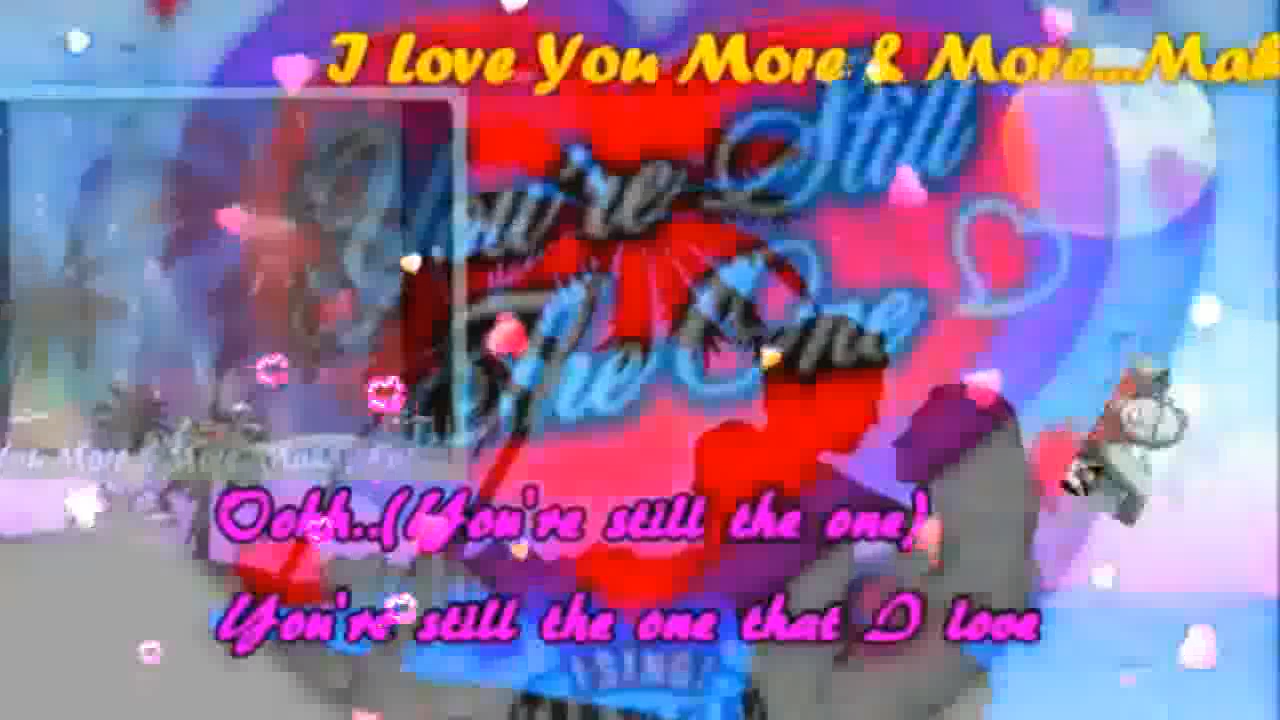 I Love You More & More...Mak
You're Still
The One
Oohh..(You're still the one)
You're still the one that I love